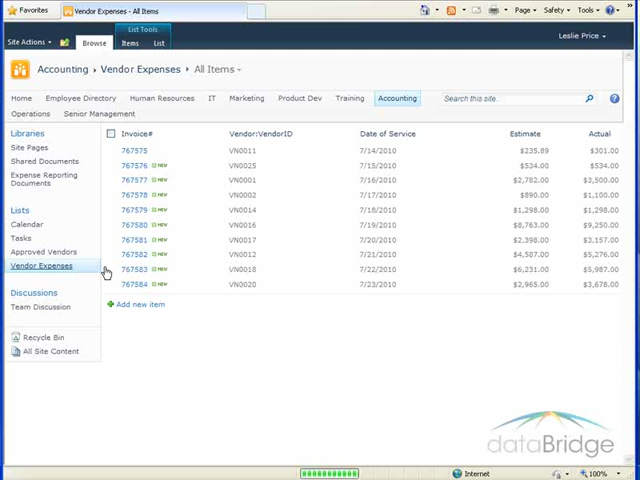 Favorites Vendor Expenses - All Items Page Safety Tools
List Tools
Site Actions Browse Items List Leslie Price
Accounting Vendor Expenses All Items
Home Employee Directory Human Resources IT Marketing Product Dev Training Accounting Search this site...
Operations Senior Management
Libraries
Site Pages
Shared Documents
Expense Reporting
Documents
Lists
Calendar
Tasks
Approved Vendors
Vendor Expenses
Discussions
Team Discussion
Recycle Bin
All Site Content
Invoice# Vendor:VendorID Date of Service Estimate Actual
767575 VN0011 7/14/2010 $235.89 $301.00
767576 NEW VN0025 7/15/2010 $534.00 $534.00
767577 NEW VN0001 7/16/2010 $2,782.00 $3,500.00
767578 NEW VN0002 7/17/2010 $890.00 $1,100.00
767579 NEW VN0014 7/18/2010 $1,298.00 $1,298.00
767580 NEW VN0016 7/19/2010 $8,763.00 $9,250.00
767581 NEW VN0017 7/20/2010 $2,398.00 $3,157.00
767582 NEW VN0012 7/21/2010 $4,587.00 $5,276.00
767583 NEW VN0018 7/22/2010 $6,231.00 $5,987.00
767584 NEW VN0020 7/23/2010 $2,965.00 $3,678.00
Add new item
dataBridge
Internet 100%